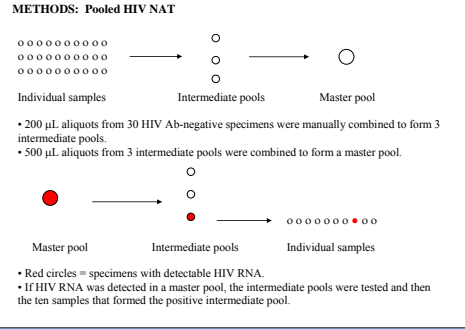 METHODS: Pooled HIV NAT
o o o o o o o o o o
o o o o o o o o o o
o o o o o o o o o o
Individual samples Intermediate pools Master pool
• 200 µL aliquots from 30 HIV Ab-negative specimens were manually combined to form 3
intermediate pools.
• 500 µL aliquots from 3 intermediate pools were combined to form a master pool.
o o o o o o o • o o
Master pool Intermediate pools Individual samples
• Red circles = specimens with detectable HIV RNA.
• If HIV RNA was detected in a master pool, the intermediate pools were tested and then
the ten samples that formed the positive intermediate pool.